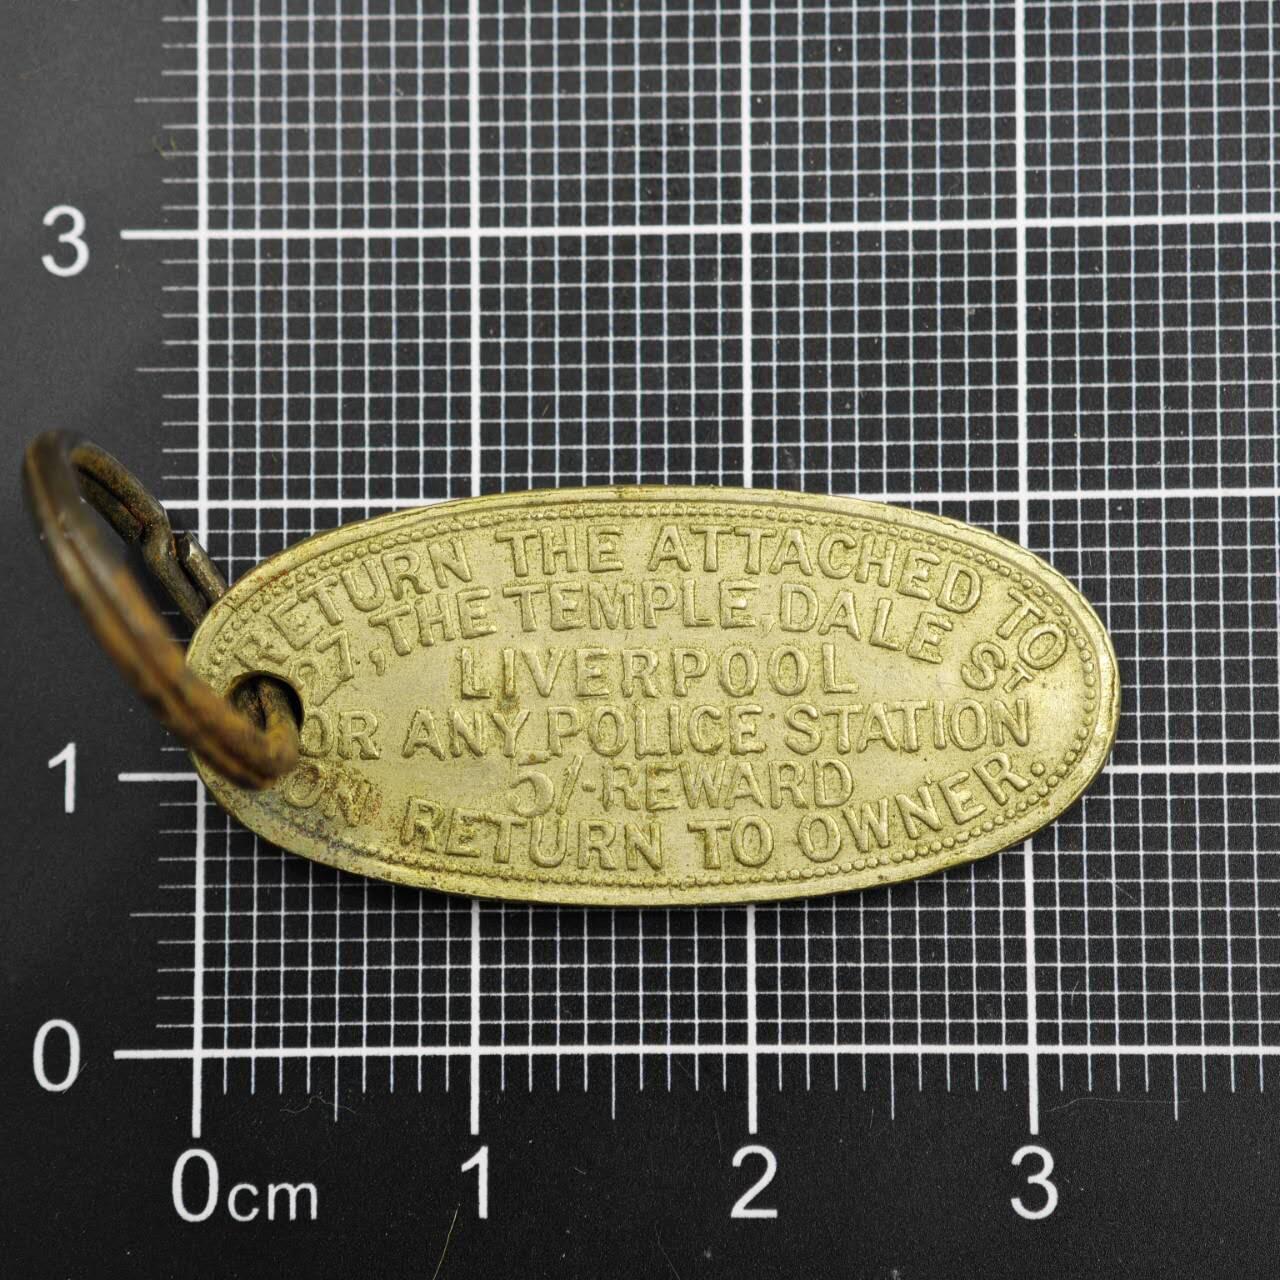 3
1
0
RETURN THE ATTACHED TO
27, THE TEMPLE, DALE ST
LIVERPOOL
OR ANY POLICE STATION
5/- REWARD
ON RETURN TO OWNER.
0cm 1 2 3